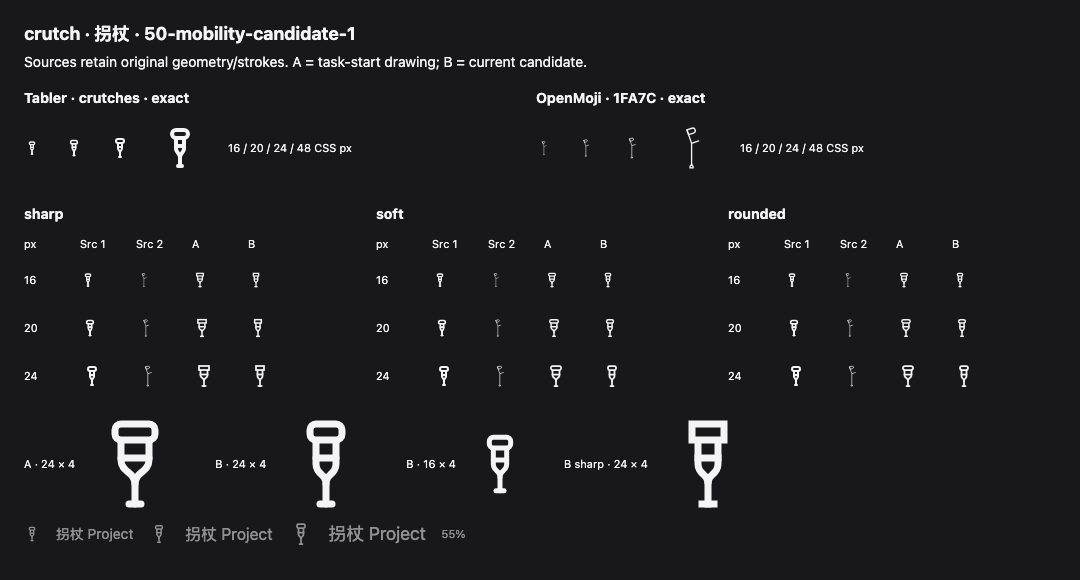 crutch · 拐杖 · 50-mobility-candidate-1
Sources retain original geometry/strokes. A = task-start drawing; B = current candidate.
Tabler · crutches · exact
OpenMoji · 1FA7C · exact
16 / 20 / 24 / 48 CSS px
16 / 20 / 24 / 48 CSS px
sharp
px Src 1 Src 2 A B
16
20
24
soft
px Src 1 Src 2 A B
16
20
24
rounded
px Src 1 Src 2 A B
16
20
24
A · 24 × 4
B · 24 × 4
B · 16 × 4
B sharp · 24 × 4
拐杖 Project 拐杖 Project 拐杖 Project 55%